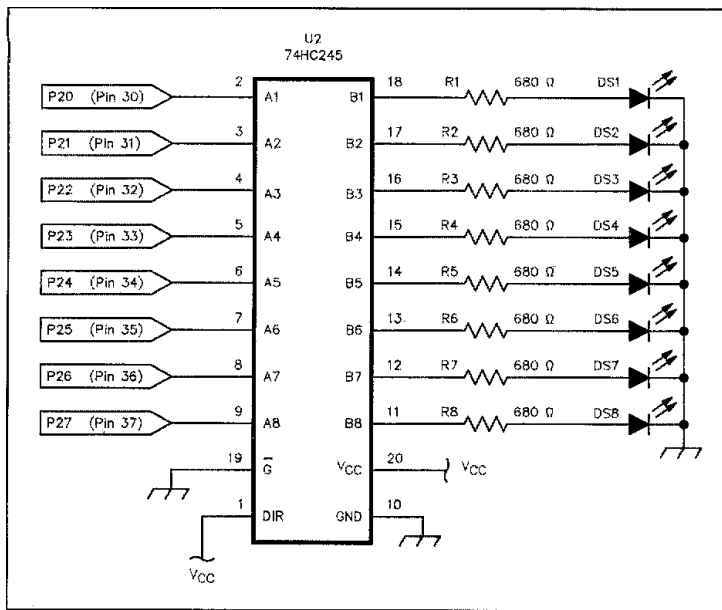 U2
74HC245
P20 (Pin 30) 2 A1 B1 18 R1 680 Ω DS1
P21 (Pin 31) 3 A2 B2 17 R2 680 Ω DS2
P22 (Pin 32) 4 A3 B3 16 R3 680 Ω DS3
P23 (Pin 33) 5 A4 B4 15 R4 680 Ω DS4
P24 (Pin 34) 6 A5 B5 14 R5 680 Ω DS5
P25 (Pin 35) 7 A6 B6 13 R6 680 Ω DS6
P26 (Pin 36) 8 A7 B7 12 R7 680 Ω DS7
P27 (Pin 37) 9 A8 B8 11 R8 680 Ω DS8
19 G̅ VCC 20 VCC
1 DIR GND 10
VCC